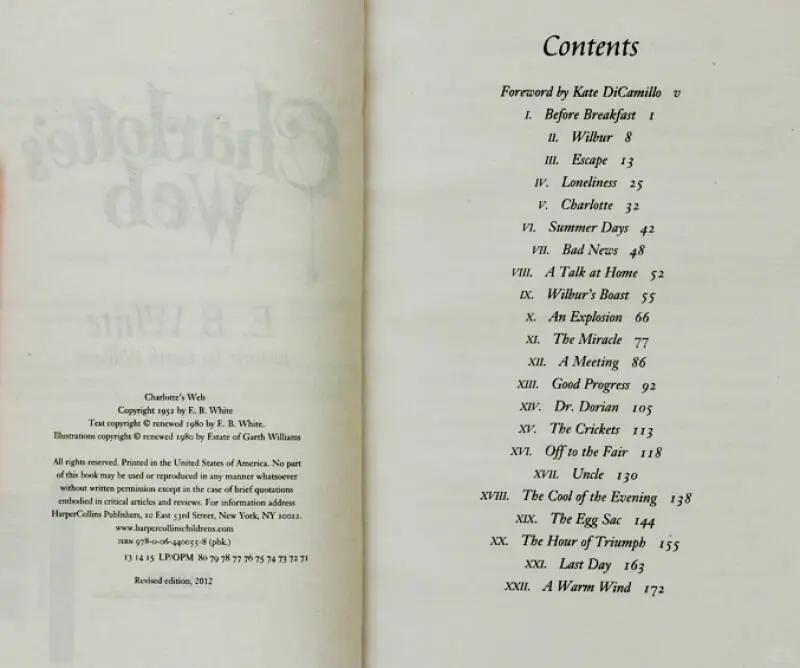 Charlotte's Web
Copyright 1952 by E. B. White
Text copyright © renewed 1980 by E. B. White.
Illustrations copyright © renewed 1980 by Estate of Garth Williams
All rights reserved. Printed in the United States of America. No part
of this book may be used or reproduced in any manner whatsoever
without written permission except in the case of brief quotations
embodied in critical articles and reviews. For information address
HarperCollins Publishers, 10 East 53rd Street, New York, NY 10022.
www.harpercollinschildrens.com
ISBN 978-0-06-440055-8 (pbk.)
13 14 15 LP/OPM 80 79 78 77 76 75 74 73 72 71
Revised edition, 2012
Contents
Foreword by Kate DiCamillo v
I. Before Breakfast 1
II. Wilbur 8
III. Escape 13
IV. Loneliness 25
V. Charlotte 32
VI. Summer Days 42
VII. Bad News 48
VIII. A Talk at Home 52
IX. Wilbur's Boast 55
X. An Explosion 66
XI. The Miracle 77
XII. A Meeting 86
XIII. Good Progress 92
XIV. Dr. Dorian 105
XV. The Crickets 113
XVI. Off to the Fair 118
XVII. Uncle 130
XVIII. The Cool of the Evening 138
XIX. The Egg Sac 144
XX. The Hour of Triumph 155
XXI. Last Day 163
XXII. A Warm Wind 172